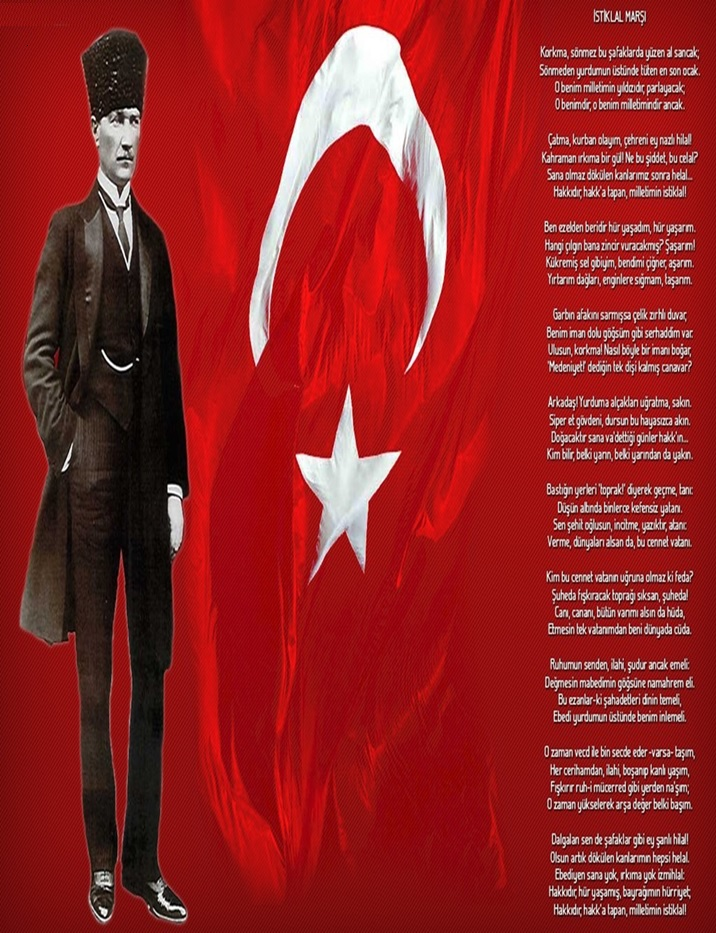 İSTİKLAL MARŞI
Korkma, sönmez bu şafaklarda yüzen al sancak;
Sönmeden yurdumun üstünde tüten en son ocak.
O benim milletimin yıldızıdır, parlayacak;
O benimdir, o benim milletimindir ancak.
Çatma, kurban olayım, çehreni ey nazlı hilal!
Kahraman ırkıma bir gül! Ne bu şiddet, bu celal?
Sana olmaz dökülen kanlarımız sonra helal...
Hakkıdır, hakk'a tapan, milletimin istiklal!
Ben ezelden beridir hür yaşadım, hür yaşarım.
Hangi çılgın bana zincir vuracakmış? Şaşarım!
Kükremiş sel gibiyim, bendimi çiğner, aşarım.
Yırtarım dağları, enginlere sığmam, taşarım.
Garbın afakını sarmışsa çelik zırhlı duvar,
Benim iman dolu göğsüm gibi serhaddim var.
Ulusun, korkma! Nasıl böyle bir imanı boğar,
'Medeniyet!' dediğin tek dişi kalmış canavar?
Arkadaş! Yurduma alçakları uğratma, sakın.
Siper et gövdeni, dursun bu hayasızca akın.
Doğacaktır sana va'dettiği günler hakk'ın...
Kim bilir, belki yarın, belki yarından da yakın.
Bastığın yerleri 'toprak!' diyerek geçme, tanı:
Düşün altında binlerce kefensiz yatanı.
Sen şehit oğlusun, incitme, yazıktır, atanı:
Verme, dünyaları alsan da, bu cennet vatanı.
Kim bu cennet vatanın uğruna olmaz ki feda?
Şuheda fışkıracak toprağı sıksan, şuheda!
Canı, cananı, bütün varımı alsın da hüda,
Etmesin tek vatanımdan beni dünyada cüda.
Ruhumun senden, ilahi, şudur ancak emeli:
Değmesin mabedimin göğsüne namahrem eli.
Bu ezanlar-ki şahadetleri dinin temeli,
Ebedi yurdumun üstünde benim inlemeli.
O zaman vecd ile bin secde eder -varsa- taşım,
Her cerihamdan, ilahi, boşanıp kanlı yaşım,
Fışkırır ruh-i mücerred gibi yerden na'şım;
O zaman yükselerek arşa değer belki başım.
Dalgalan sen de şafaklar gibi ey şanlı hilal!
Olsun artık dökülen kanlarımın hepsi helal.
Ebediyen sana yok, ırkıma yok izmihlal:
Hakkıdır, hür yaşamış, bayrağımın hürriyet;
Hakkıdır, hakk'a tapan, milletimin istiklal!